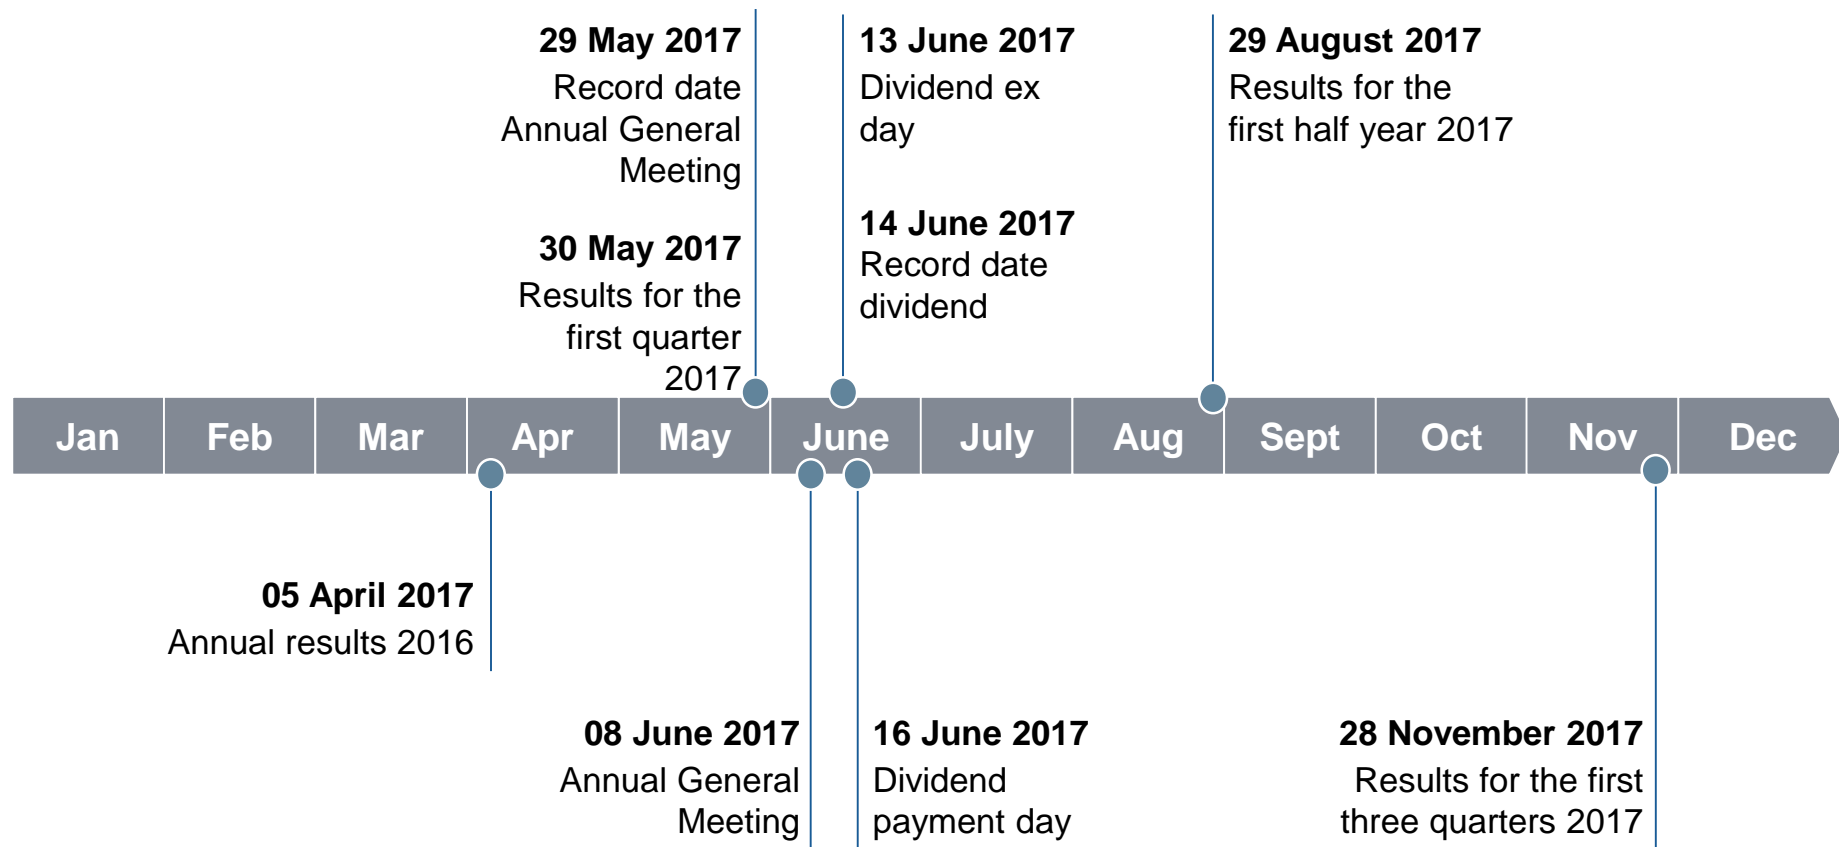 29 May 2017
Record date
Annual General
Meeting
30 May 2017
Results for the
first quarter
2017
13 June 2017
Dividend ex
day
14 June 2017
Record date
dividend
29 August 2017
Results for the
first half year 2017
Jan Feb Mar Apr May June July Aug Sept Oct Nov Dec
05 April 2017
Annual results 2016
08 June 2017
Annual General
Meeting
16 June 2017
Dividend
payment day
28 November 2017
Results for the first
three quarters 2017